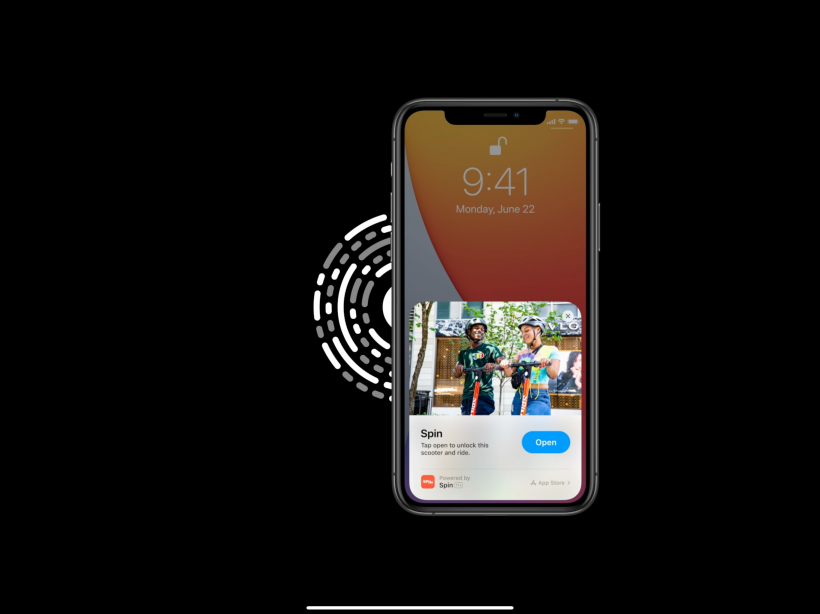 9:41
Monday, June 22
Spin
Open
Tap open to unlock this
scooter and ride.
Powered by
Spin
App Store